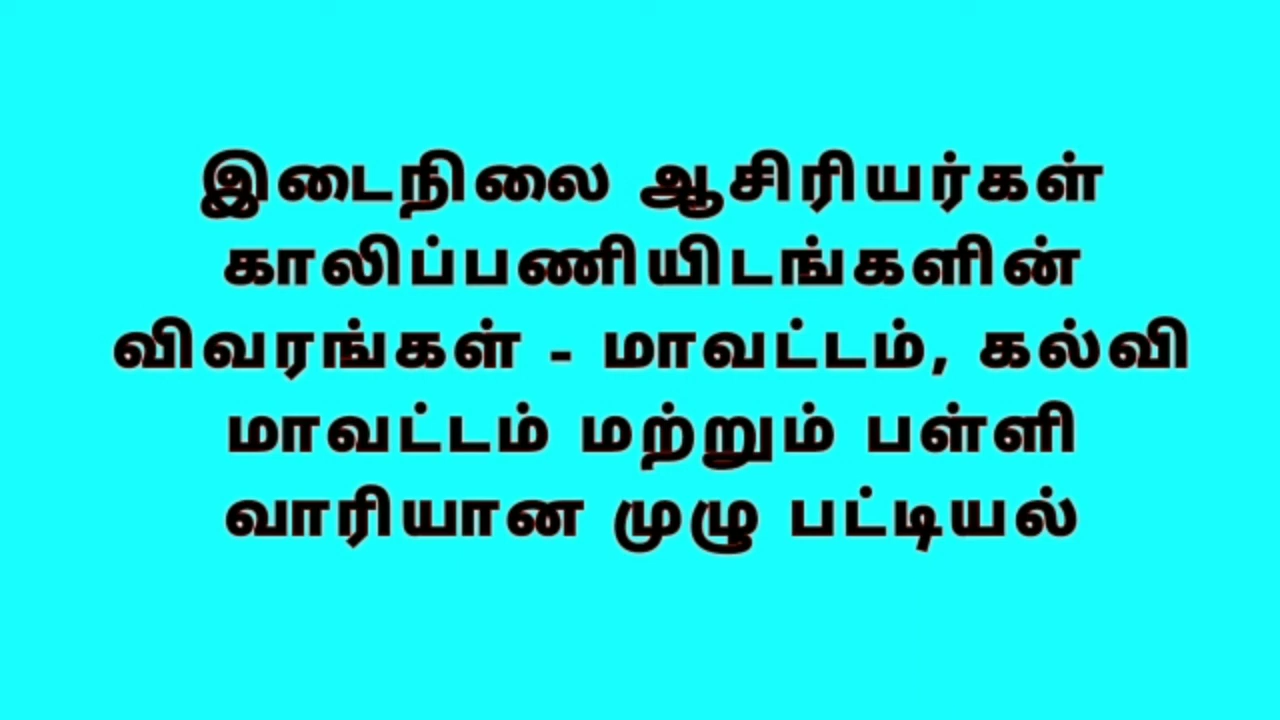 இடைநிலை ஆசிரியர்கள்
காலிப்பணியிடங்களின்
விவரங்கள் - மாவட்டம், கல்வி
மாவட்டம் மற்றும் பள்ளி
வாரியான முழு பட்டியல்